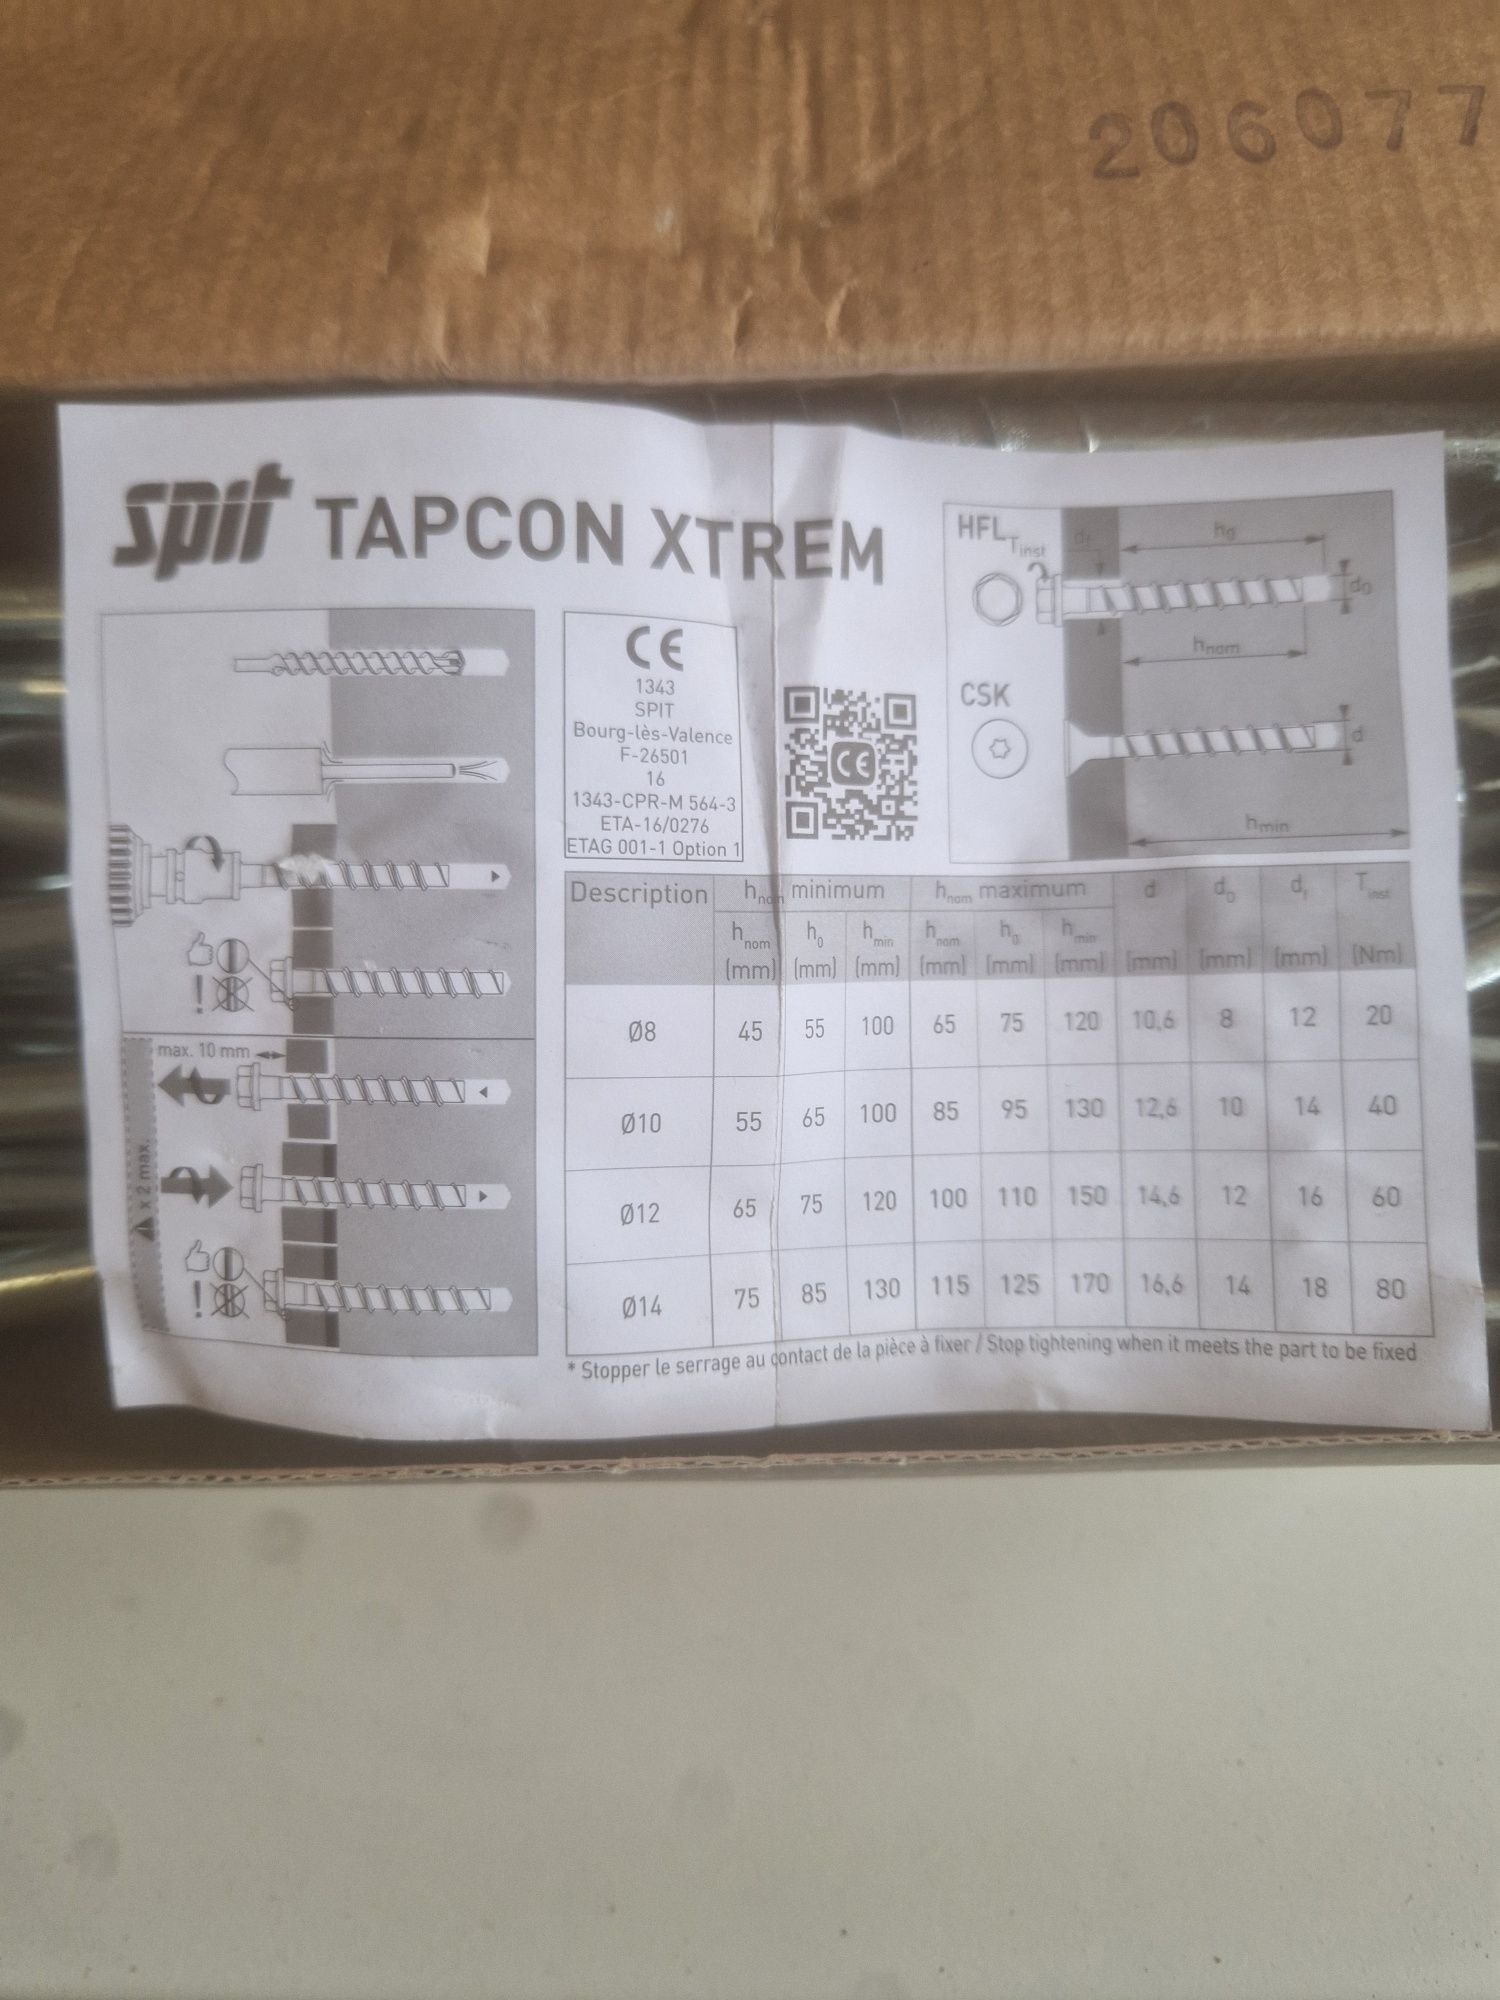 206077
spit TAPCON XTREM
HFL
Tinst
df
h0
d0
hnom
CSK
d
hmin
CE
1343
SPIT
Bourg-lès-Valence
F-26501
16
1343-CPR-M 564-3
ETA-16/0276
ETAG 001-1 Option 1
CE
max. 10 mm
x 2 max.
Description hnom minimum hnom maximum d d0 df Tinst
hnom h0 hmin hnom h0 hmin
(mm) (mm) (mm) (mm) (mm) (mm) (mm) (mm) (mm) (Nm)
Ø8 45 55 100 65 75 120 10,6 8 12 20
Ø10 55 65 100 85 95 130 12,6 10 14 40
Ø12 65 75 120 100 110 150 14,6 12 16 60
Ø14 75 85 130 115 125 170 16,6 14 18 80
* Stopper le serrage au contact de la pièce à fixer / Stop tightening when it meets the part to be fixed